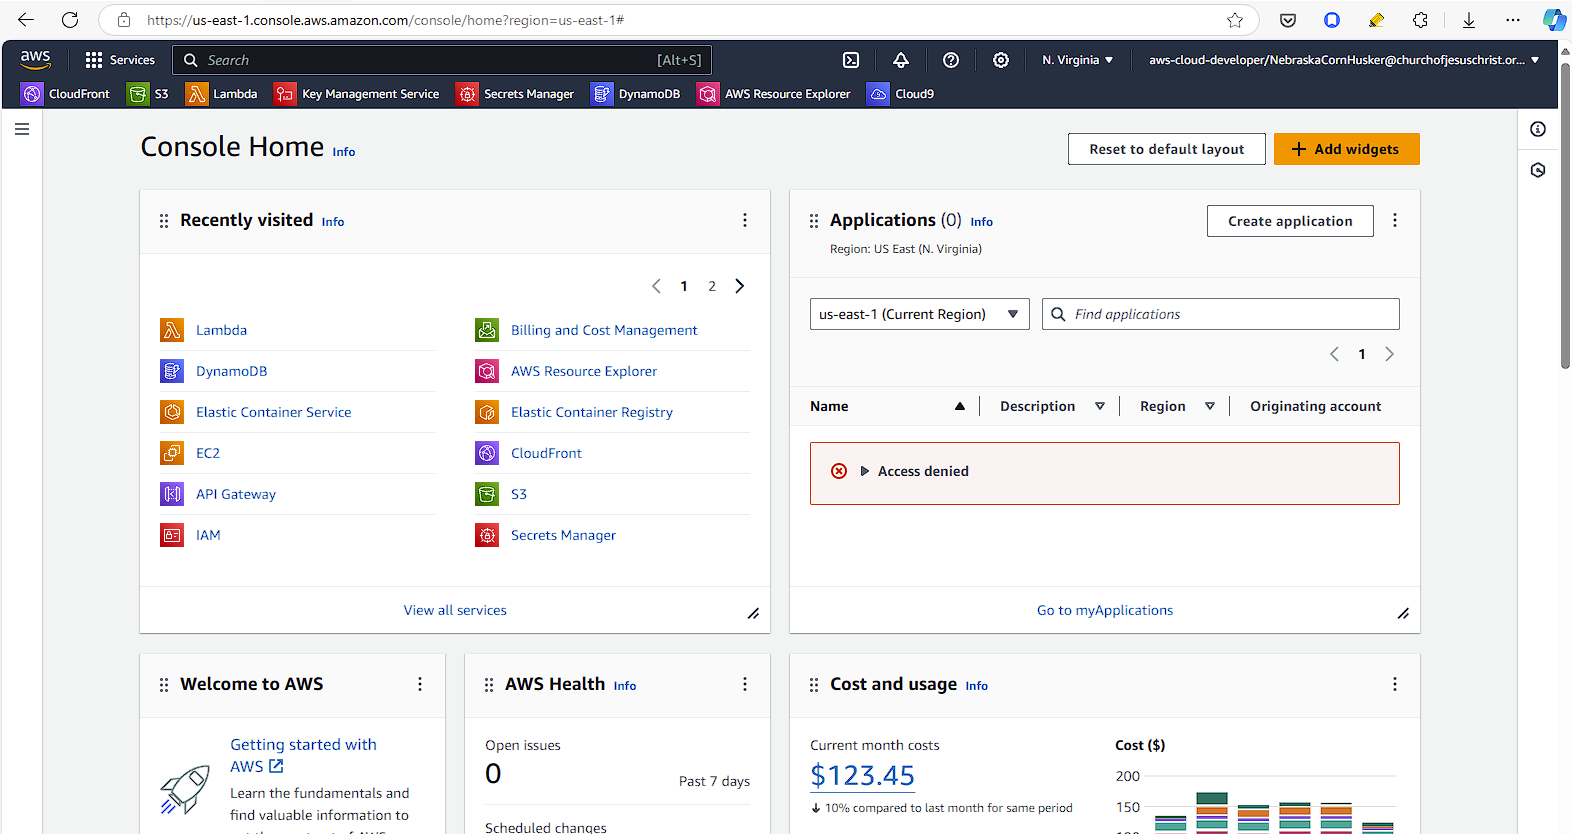 https://us-east-1.console.aws.amazon.com/console/home?region=us-east-1#
aws
Services
Search
[Alt+S]
N. Virginia
aws-cloud-developer/NebraskaCornHusker@churchofjesuschrist.or...
CloudFront
S3
Lambda
Key Management Service
Secrets Manager
DynamoDB
AWS Resource Explorer
Cloud9
Console Home Info
Reset to default layout
Add widgets
Recently visited Info
1 2
Lambda
DynamoDB
Elastic Container Service
EC2
API Gateway
IAM
Billing and Cost Management
AWS Resource Explorer
Elastic Container Registry
CloudFront
S3
Secrets Manager
View all services
Applications (0) Info
Region: US East (N. Virginia)
Create application
us-east-1 (Current Region)
Find applications
1
Name
Description
Region
Originating account
Access denied
Go to myApplications
Welcome to AWS
Getting started with
AWS
Learn the fundamentals and
find valuable information to
AWS Health Info
Open issues
0
Past 7 days
Scheduled changes
Cost and usage Info
Current month costs
$123.45
10% compared to last month for same period
Cost ($)
200
150